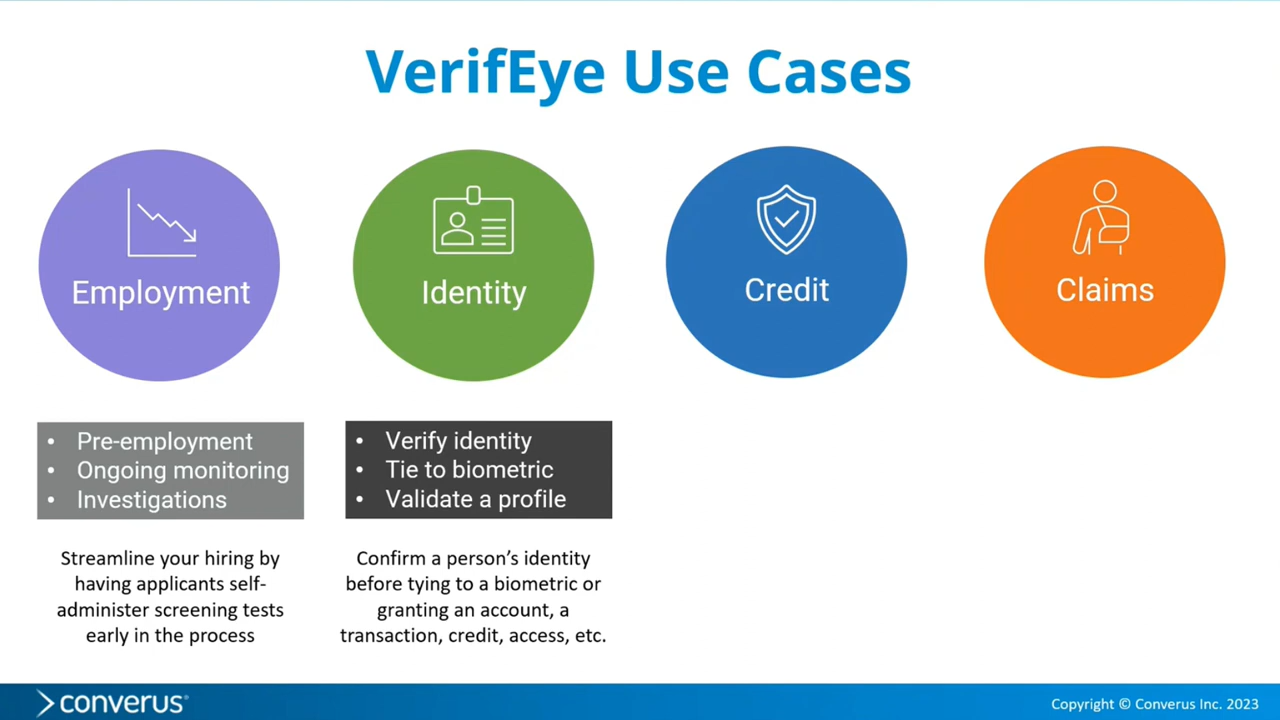 VerifEye Use Cases
Employment
Identity
Credit
Claims
• Pre-employment
• Ongoing monitoring
• Investigations
• Verify identity
• Tie to biometric
• Validate a profile
Streamline your hiring by
having applicants self-
administer screening tests
early in the process
Confirm a person’s identity
before tying to a biometric or
granting an account, a
transaction, credit, access, etc.
converus®
Copyright © Converus Inc. 2023